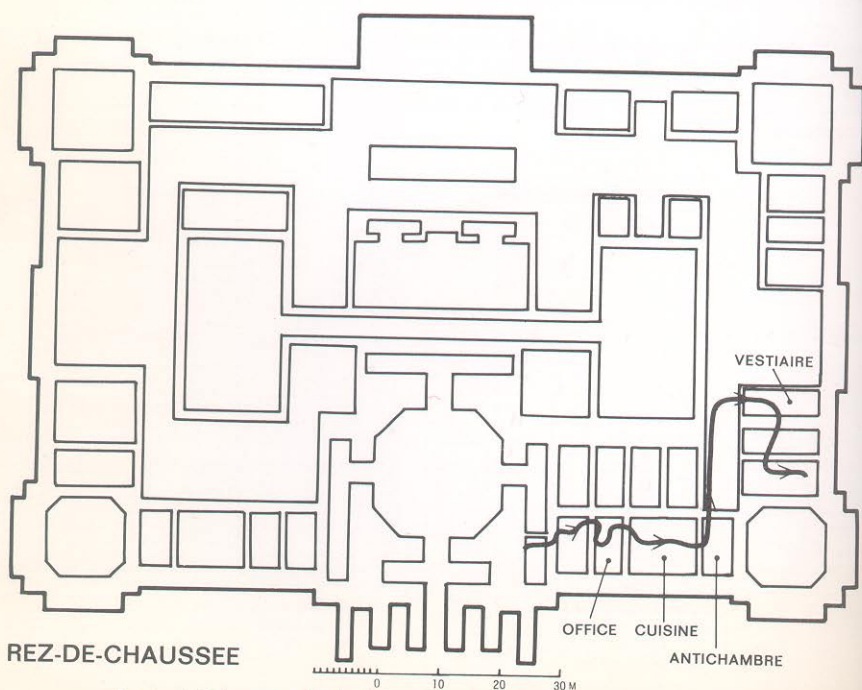 VESTIAIRE
OFFICE CUISINE
ANTICHAMBRE
REZ-DE-CHAUSSEE
0 10 20 30 M